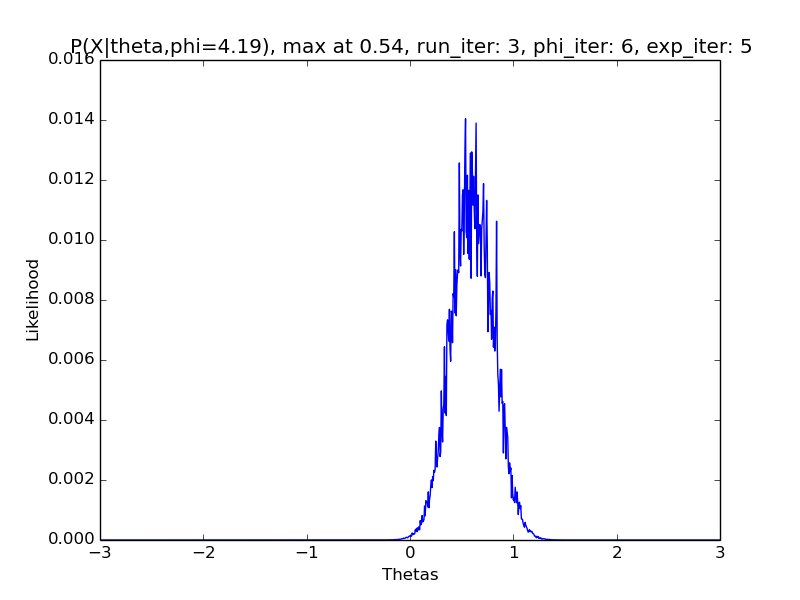 P(X|theta,phi=4.19), max at 0.54, run_iter: 3, phi_iter: 6, exp_iter: 5
0.016
0.014
0.012
0.010
0.008
0.006
0.004
0.002
0.000
Likelihood
−3 −2 −1 0 1 2 3
Thetas